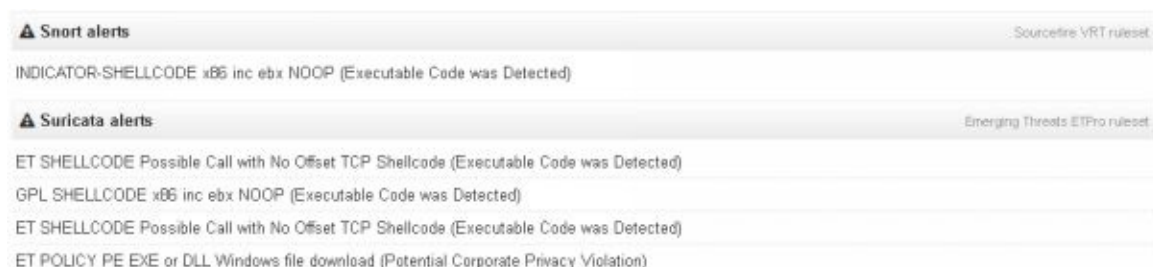 Snort alerts Sourcefire VRT ruleset
INDICATOR-SHELLCODE x86 inc ebx NOOP (Executable Code was Detected)
Suricata alerts Emerging Threats ETPro ruleset
ET SHELLCODE Possible Call with No Offset TCP Shellcode (Executable Code was Detected)
GPL SHELLCODE x86 inc ebx NOOP (Executable Code was Detected)
ET SHELLCODE Possible Call with No Offset TCP Shellcode (Executable Code was Detected)
ET POLICY PE EXE or DLL Windows file download (Potential Corporate Privacy Violation)